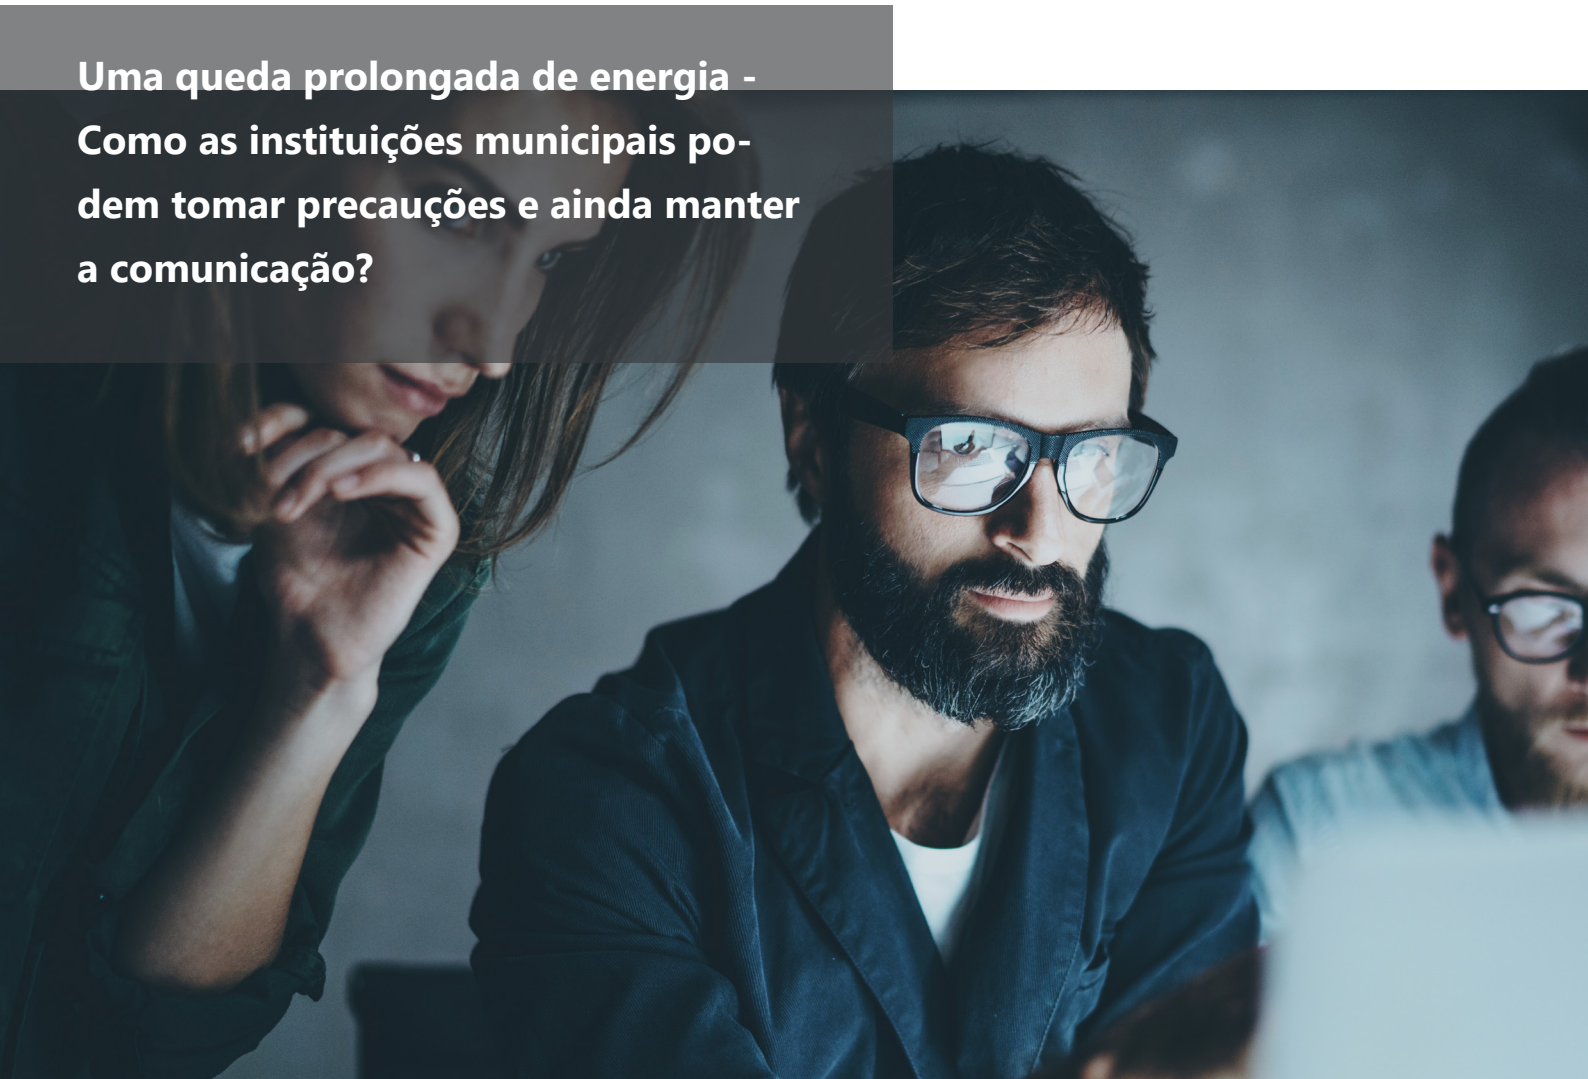 Uma queda prolongada de energia -
Como as instituições municipais po-
dem tomar precauções e ainda manter
a comunicação?